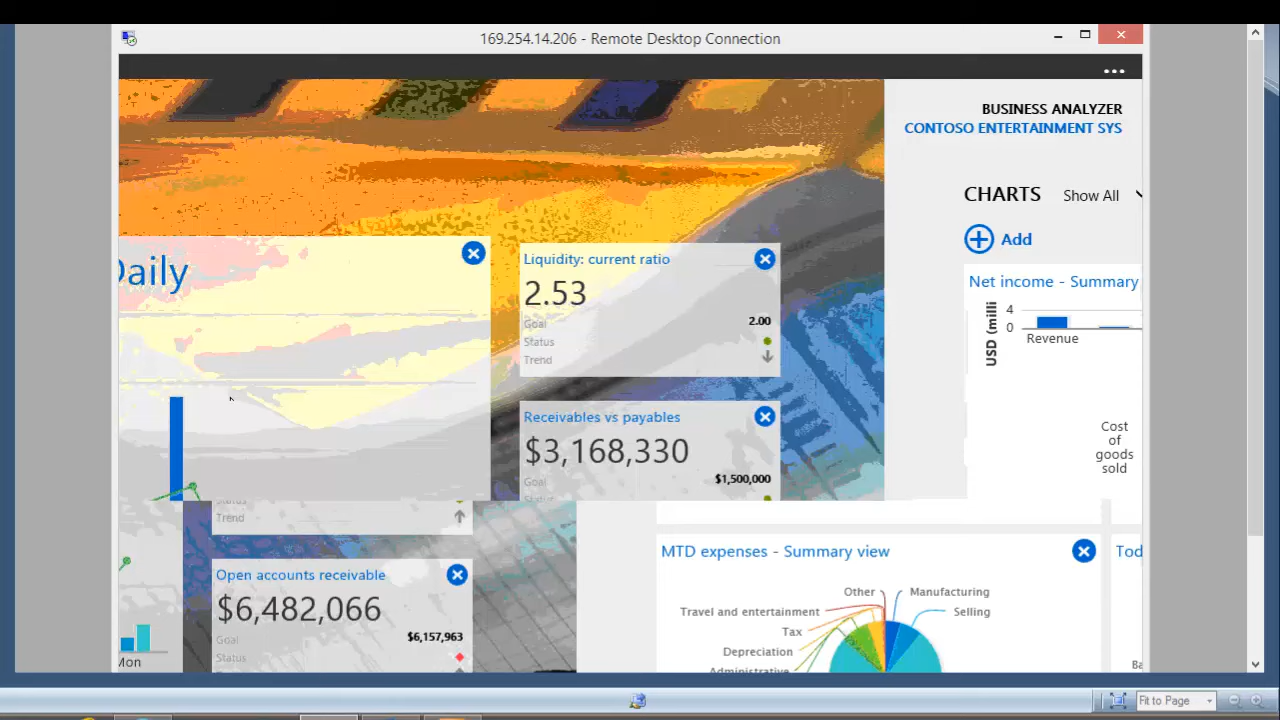 169.254.14.206 - Remote Desktop Connection
BUSINESS ANALYZER
CONTOSO ENTERTAINMENT SYS
CHARTS Show All
Add
Daily
Liquidity: current ratio
2.53
Goal 2.00
Status
Trend
Receivables vs payables
$3,168,330
Goal $1,500,000
Status
Net income - Summary
USD (milli
4
0
Revenue
Cost
of
goods
sold
Trend
Open accounts receivable
$6,482,066
Goal $6,157,963
Status
Mon
MTD expenses - Summary view
Other
Manufacturing
Travel and entertainment
Selling
Tax
Depreciation
Administrative
Tod
Ba
Fit to Page